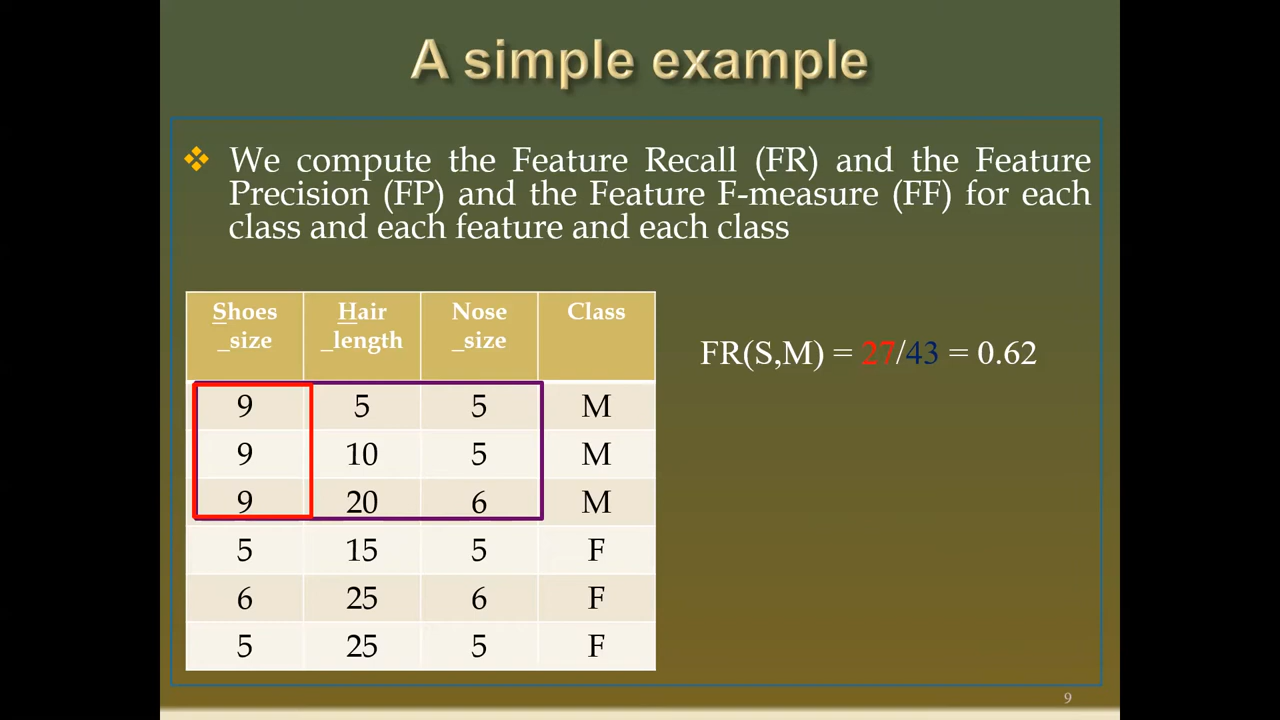 A simple example
❖ We compute the Feature Recall (FR) and the Feature
Precision (FP) and the Feature F-measure (FF) for each
class and each feature and each class
Shoes _size Hair _length Nose _size Class
9 5 5 M
9 10 5 M
9 20 6 M
5 15 5 F
6 25 6 F
5 25 5 F
FR(S,M) = 27/43 = 0.62
9